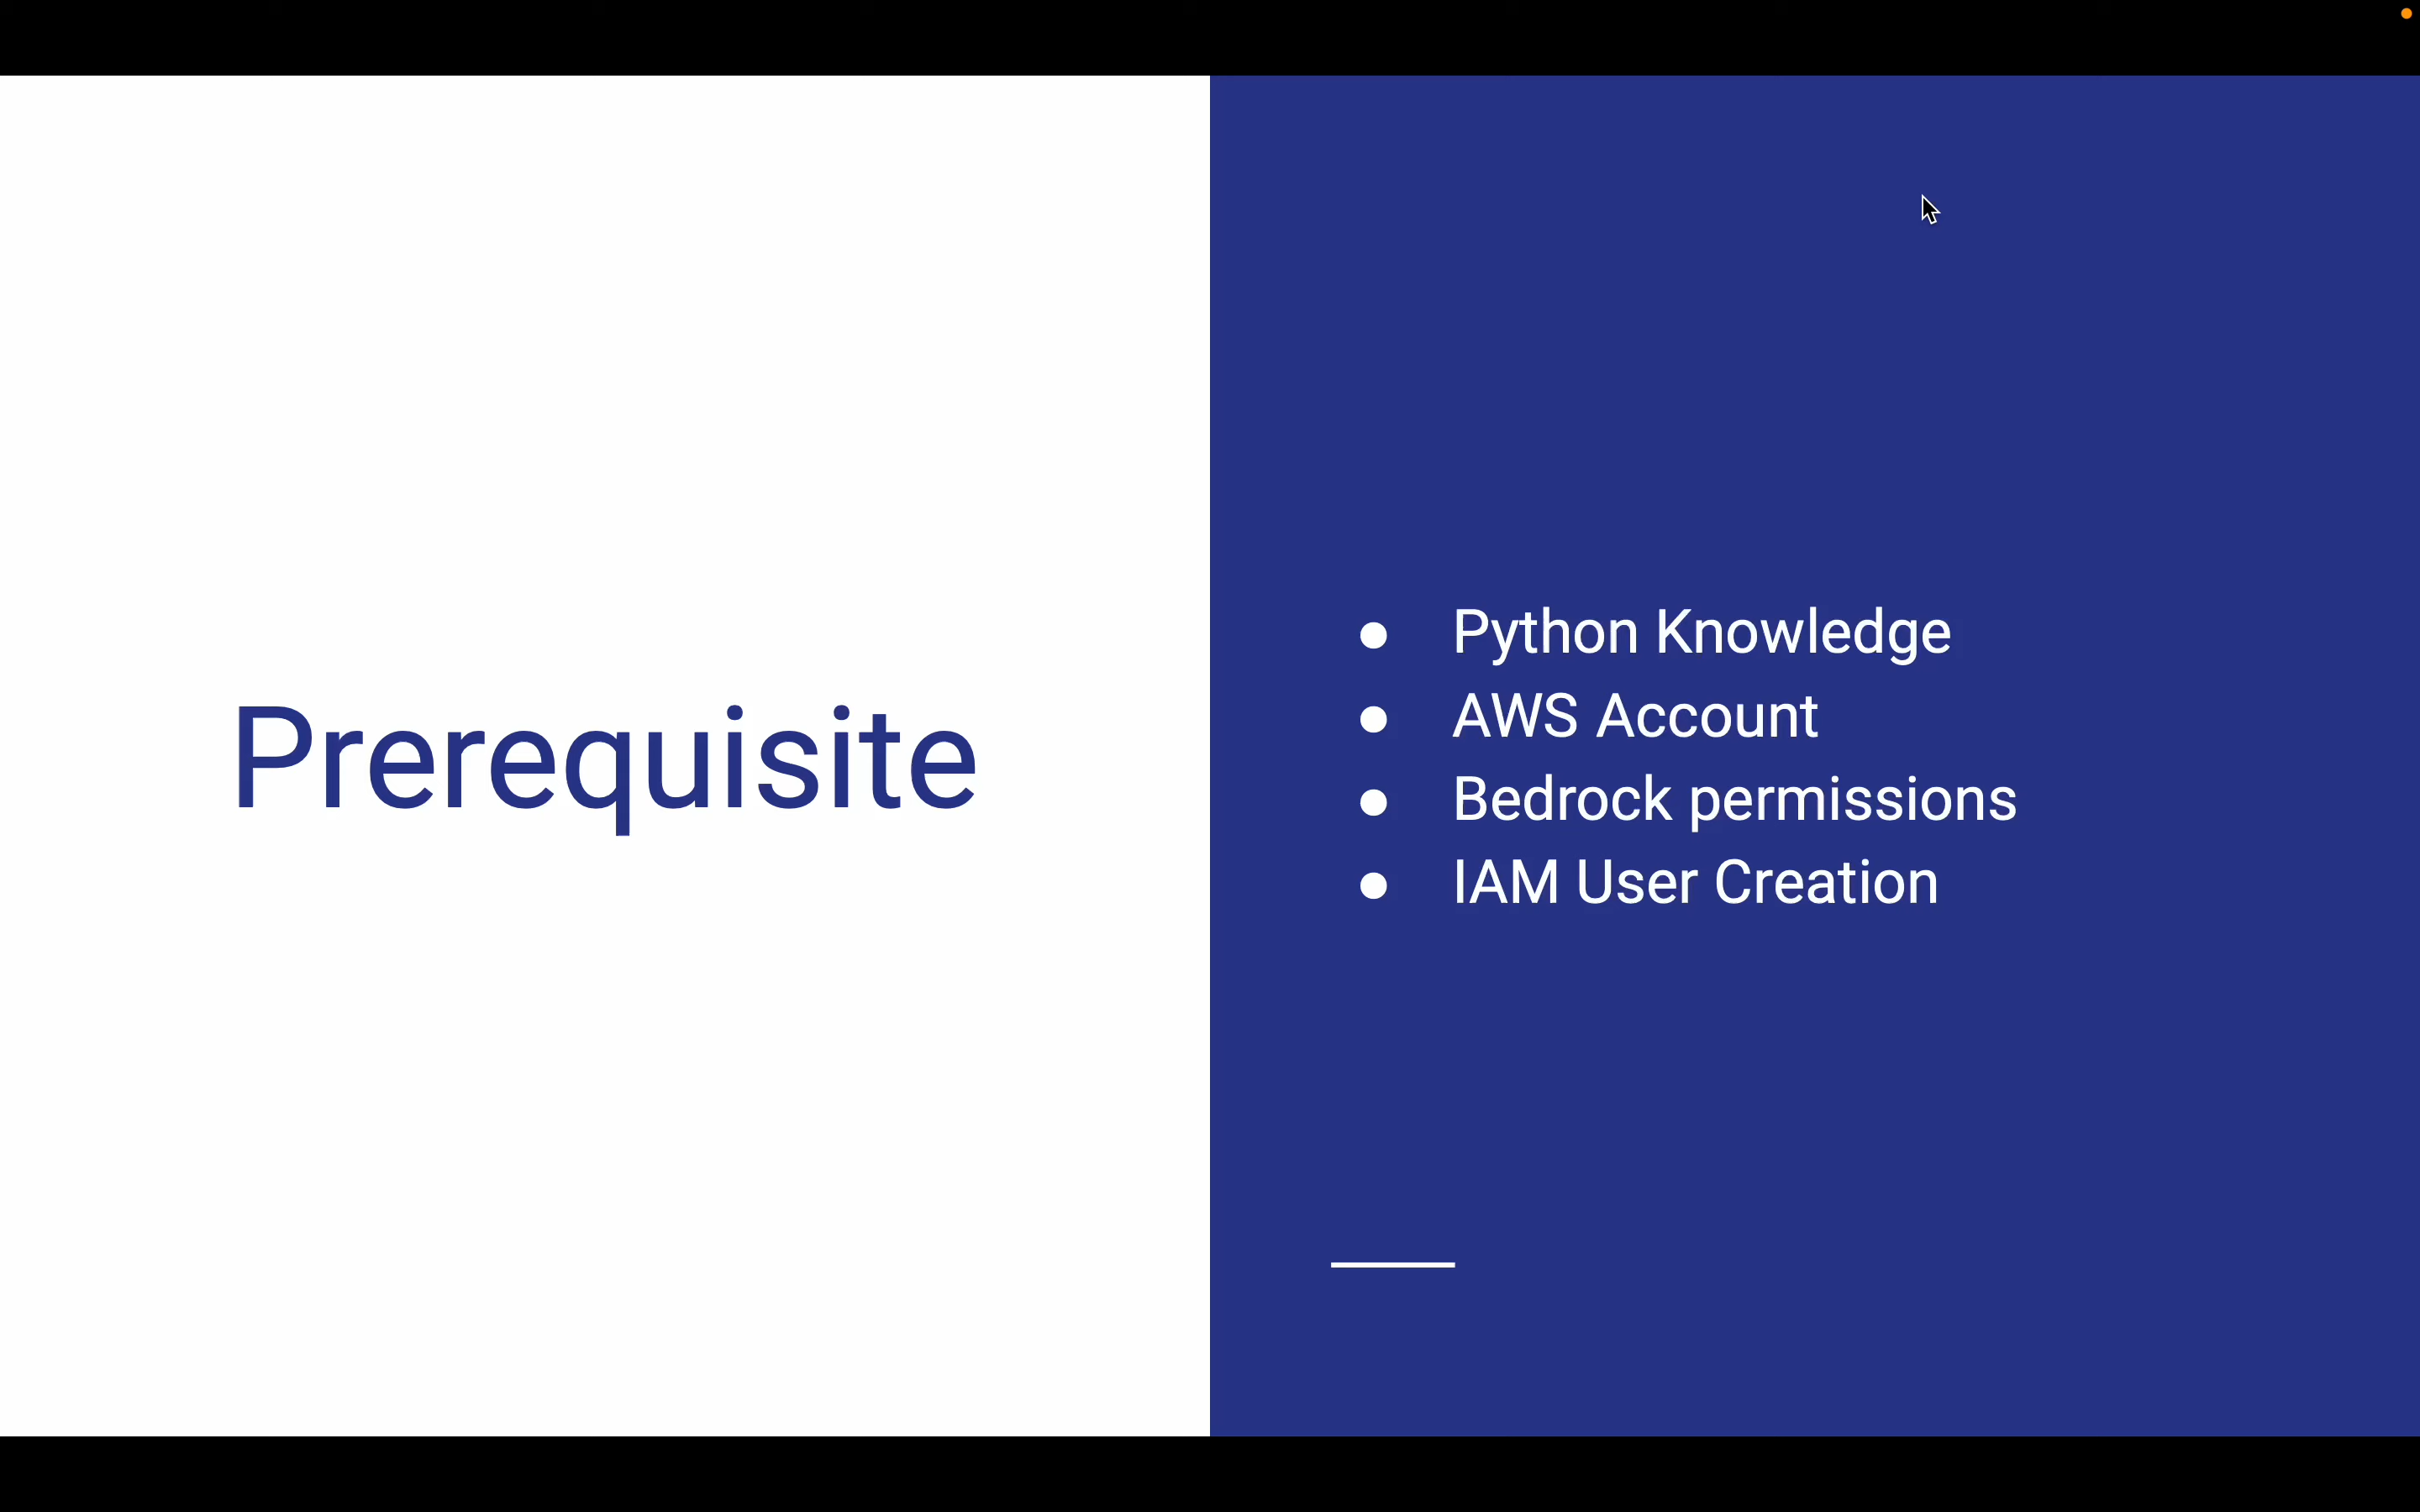 Prerequisite
● Python Knowledge
● AWS Account
● Bedrock permissions
● IAM User Creation